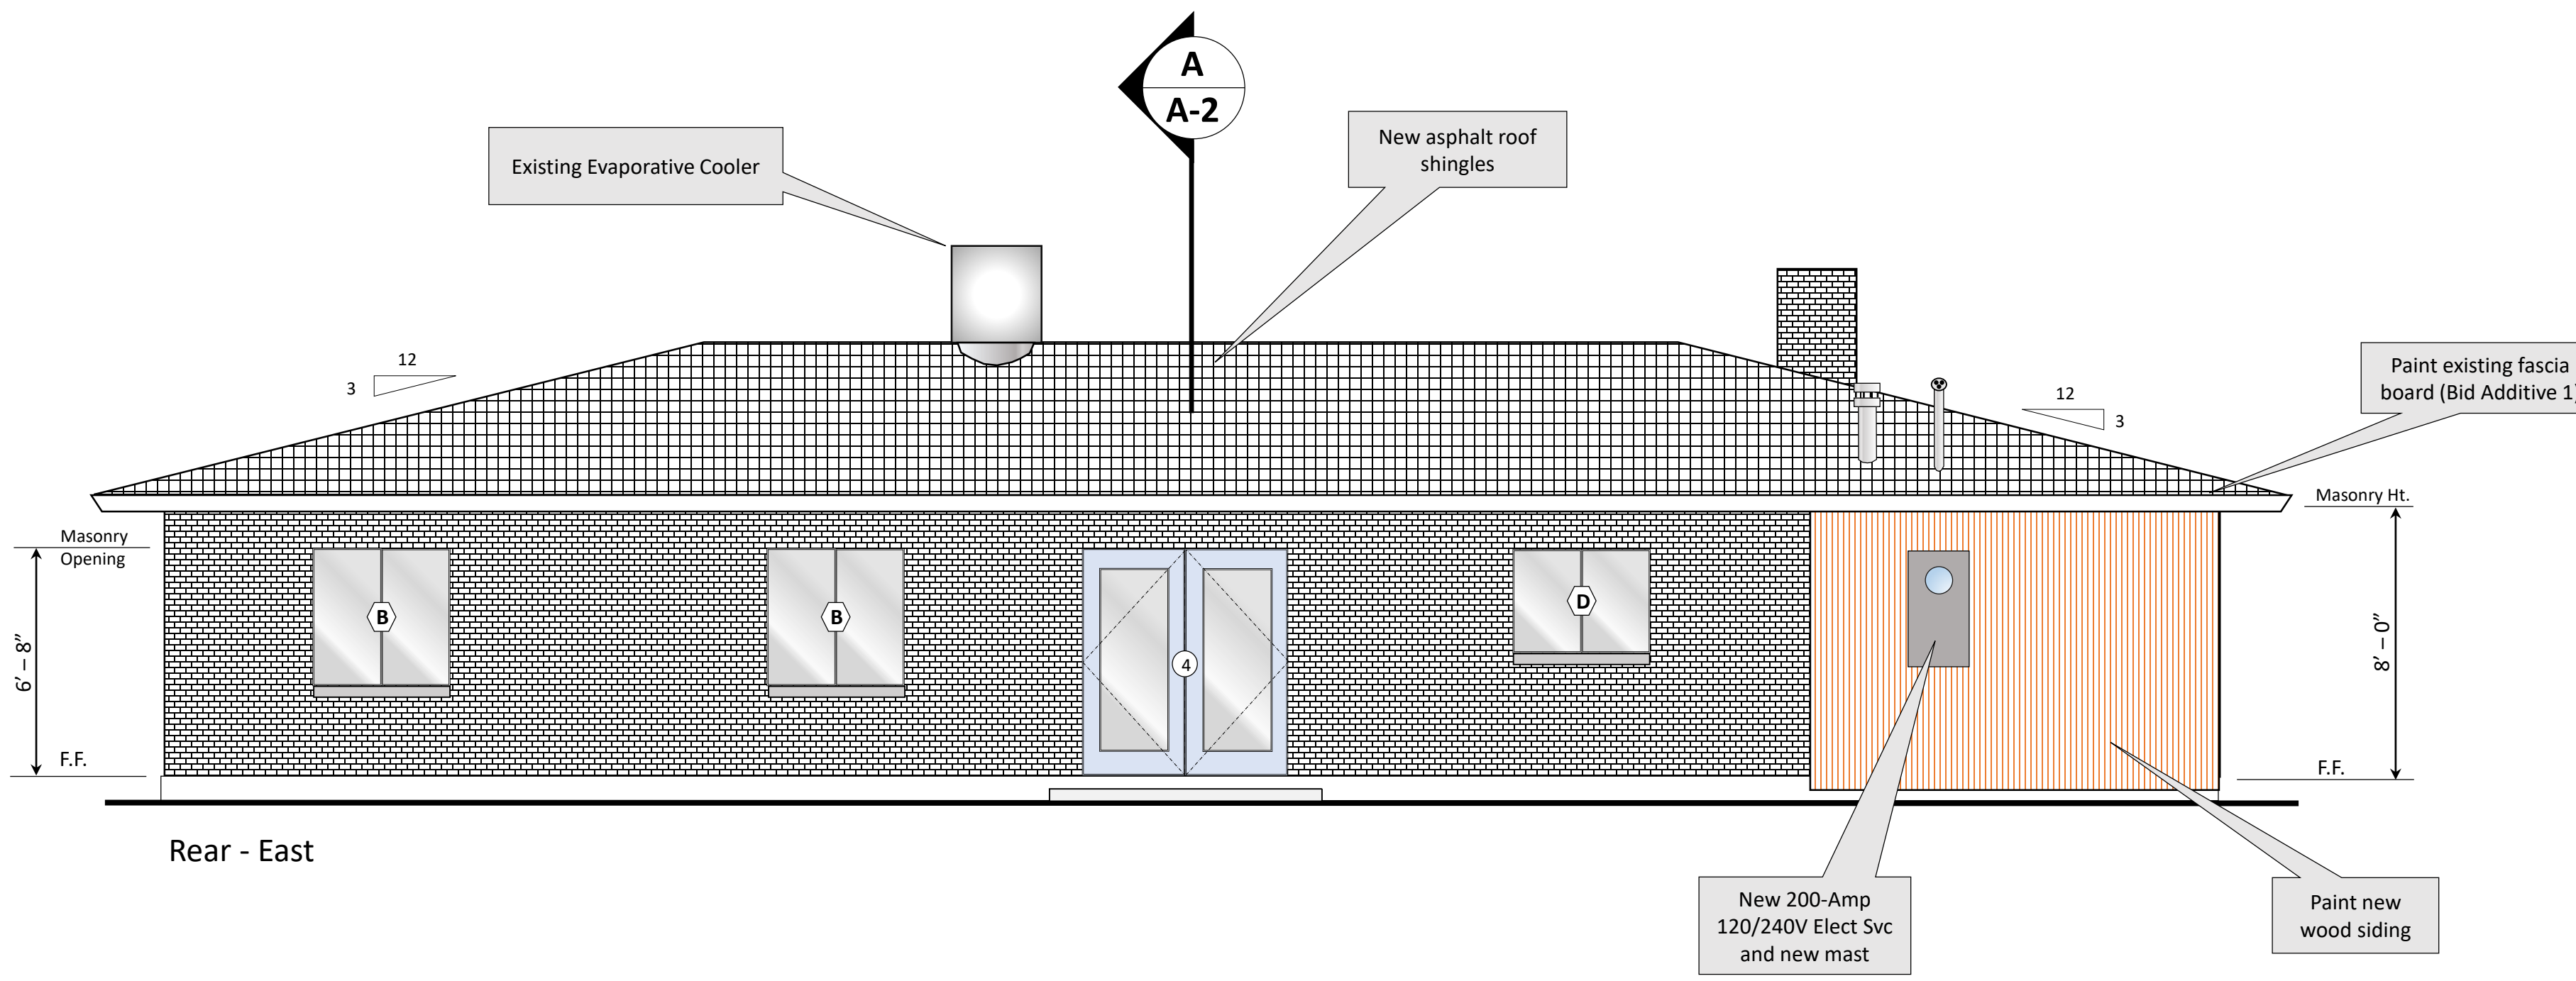 A
A-2
Existing Evaporative Cooler
New asphalt roof
shingles
12
3
12
3
Paint existing fascia
board (Bid Additive 1)
Masonry Ht.
Masonry
Opening
6’ – 8”
F.F.
B
B
4
D
8’ – 0”
F.F.
Rear - East
New 200-Amp
120/240V Elect Svc
and new mast
Paint new
wood siding